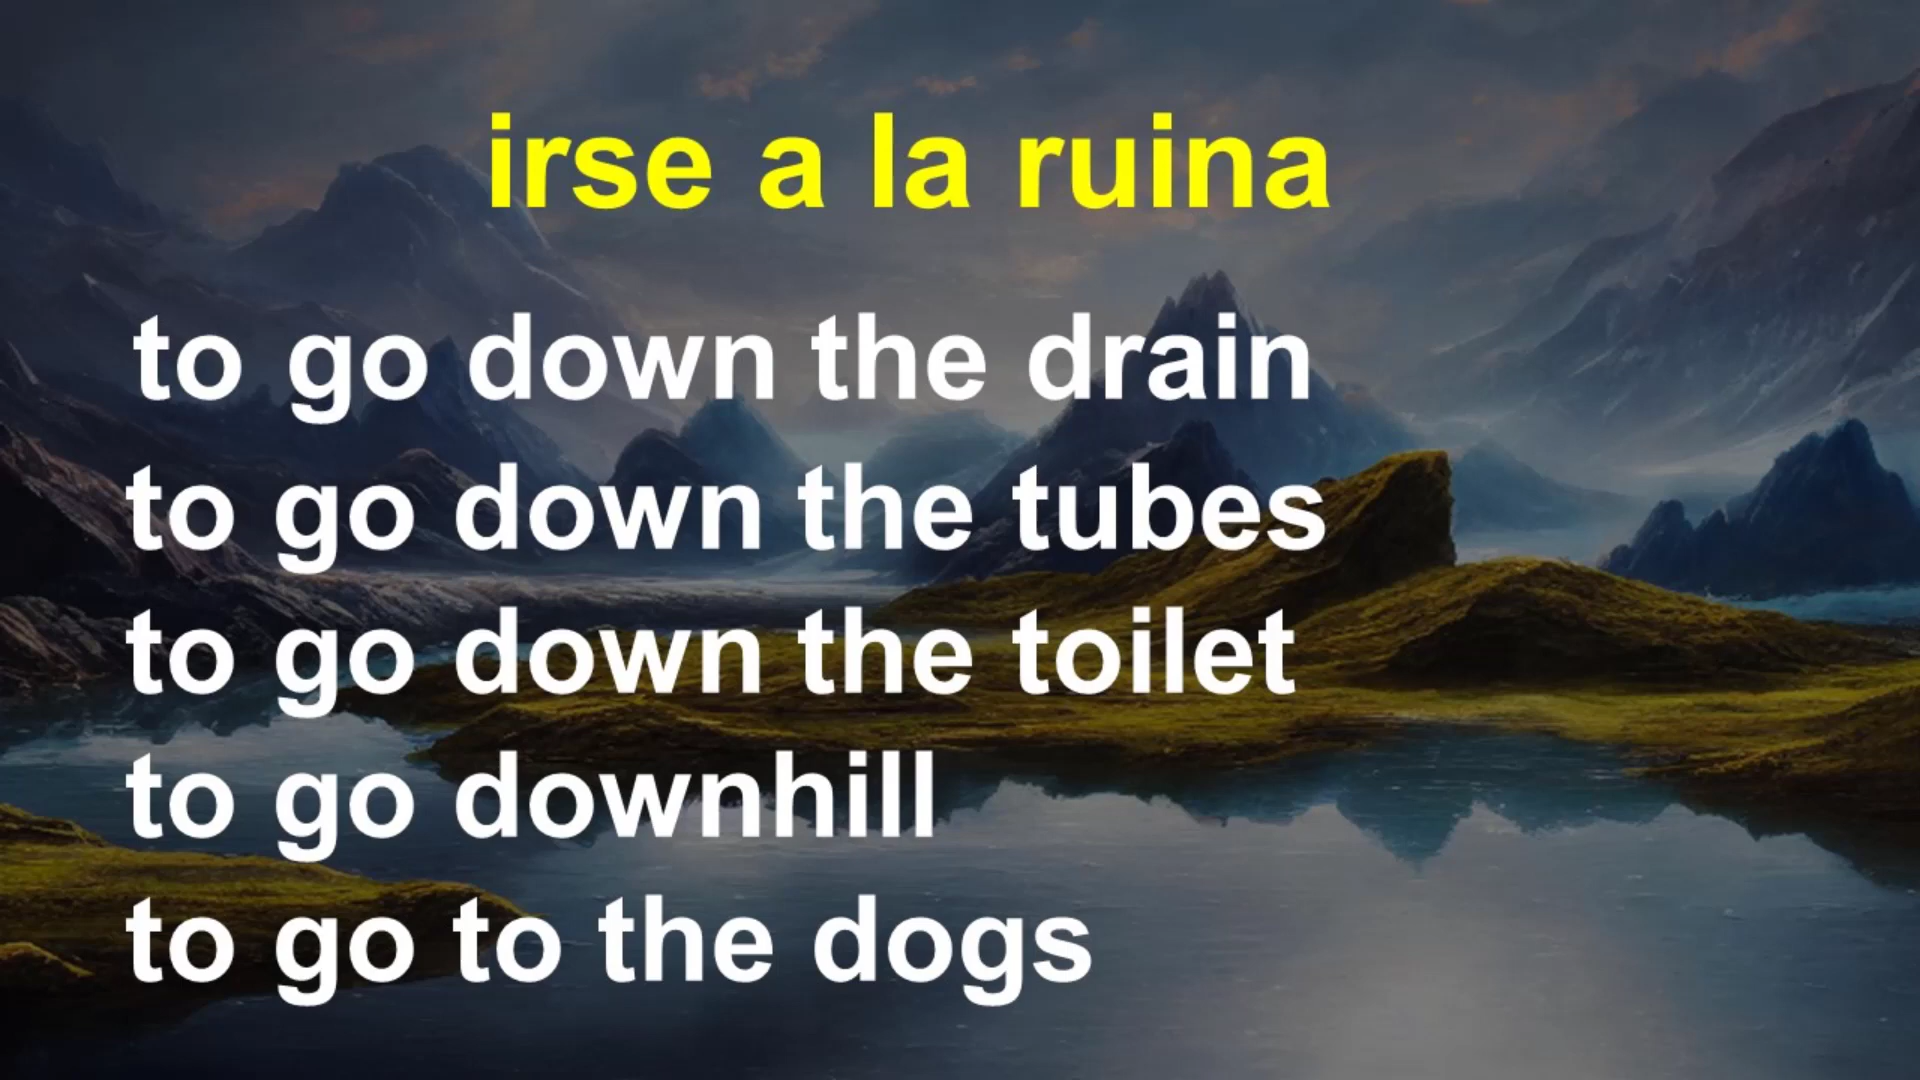 irse a la ruina
to go down the drain
to go down the tubes
to go down the toilet
to go downhill
to go to the dogs